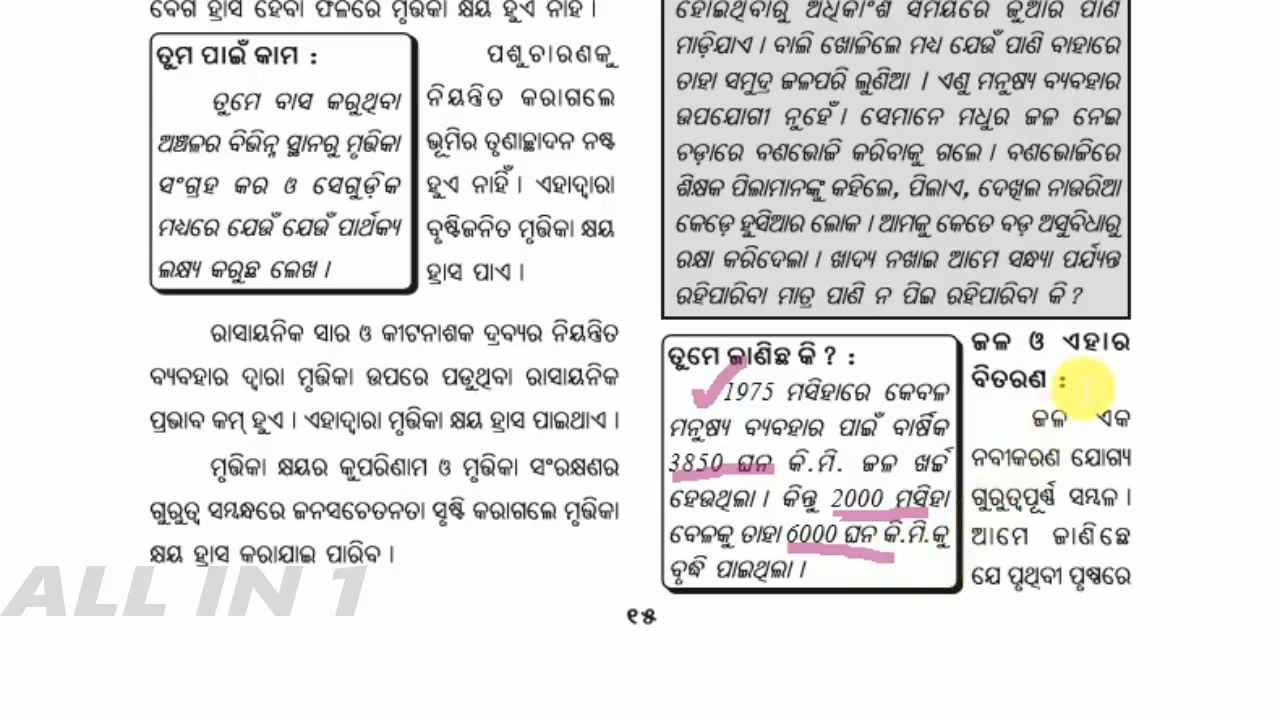 ବେଗ ହ୍ରାସ ହେବା ଫଳରେ ମୃତ୍ତିକା କ୍ଷୟ ହୁଏ ନାହିଁ ।
ତୁମ ପାଇଁ କାମ :
ତୁମେ ବାସ କରୁଥିବା
ଅଞ୍ଚଳର ବିଭିନ୍ନ ସ୍ଥାନରୁ ମୃତ୍ତିକା
ସଂଗ୍ରହ କର ଓ ସେଗୁଡ଼ିକ
ମଧ୍ୟରେ ଯେଉଁ ଯେଉଁ ପାର୍ଥକ୍ୟ
ଲକ୍ଷ୍ୟ କରୁଛ ଲେଖ ।
ପଶୁଚାରଣକୁ
ନିୟନ୍ତ୍ରିତ କରାଗଲେ
ଭୂମିର ତୃଣାଚ୍ଛାଦନ ନଷ୍ଟ
ହୁଏ ନାହିଁ । ଏହାଦ୍ୱାରା
ବୃଷ୍ଟିଜନିତ ମୃତ୍ତିକା କ୍ଷୟ
ହ୍ରାସ ପାଏ ।
ରାସାୟନିକ ସାର ଓ କୀଟନାଶକ ଦ୍ରବ୍ୟର ନିୟନ୍ତ୍ରିତ
ବ୍ୟବହାର ଦ୍ୱାରା ମୃତ୍ତିକା ଉପରେ ପଡୁଥିବା ରାସାୟନିକ
ପ୍ରଭାବ କମ୍ ହୁଏ । ଏହାଦ୍ୱାରା ମୃତ୍ତିକା କ୍ଷୟ ହ୍ରାସ ପାଇଥାଏ ।
ମୃତ୍ତିକା କ୍ଷୟର କୁପରିଣାମ ଓ ମୃତ୍ତିକା ସଂରକ୍ଷଣର
ଗୁରୁତ୍ୱ ସମ୍ବନ୍ଧରେ ଜନସଚେତନତା ସୃଷ୍ଟି କରାଗଲେ ମୃତ୍ତିକା
କ୍ଷୟ ହ୍ରାସ କରାଯାଇ ପାରିବ ।
ହୋଇଥିବାରୁ ଅଧିକାଂଶ ସମୟରେ ଜୁଆର ପାଣି
ମାଡ଼ିଯାଏ । ବାଲି ଖୋଳିଲେ ମଧ୍ୟ ଯେଉଁ ପାଣି ବାହାରେ
ତାହା ସମୁଦ୍ର ଜଳପରି ଲୁଣିଆ । ଏଣୁ ମନୁଷ୍ୟ ବ୍ୟବହାର
ଉପଯୋଗୀ ନୁହେଁ । ସେମାନେ ମଧୁର ଜଳ ନେଇ
ଚଡ଼ାରେ ବଣଭୋଜି କରିବାକୁ ଗଲେ । ବଣଭୋଜିରେ
ଶିକ୍ଷକ ପିଲାମାନଙ୍କୁ କହିଲେ, ପିଲାଏ, ଦେଖିଲ ନାଉରିଆ
କେଡ଼େ ହୁସିଆର ଲୋକ । ଆମକୁ କେତେ ବଡ଼ ଅସୁବିଧାରୁ
ରକ୍ଷା କରିଦେଲା । ଖାଦ୍ୟ ନଖାଇ ଆମେ ସନ୍ଧ୍ୟା ପର୍ଯ୍ୟନ୍ତ
ରହିପାରିବା ମାତ୍ର ପାଣି ନ ପିଇ ରହିପାରିବା କି ?
ତୁମେ ଜାଣିଛ କି ? :
1975 ମସିହାରେ କେବଳ
ମନୁଷ୍ୟ ବ୍ୟବହାର ପାଇଁ ବାର୍ଷିକ
3850 ଘନ କି.ମି. ଜଳ ଖର୍ଚ୍ଚ
ହେଉଥିଲା । କିନ୍ତୁ 2000 ମସିହା
ବେଳକୁ ତାହା 6000 ଘନ କି.ମି.କୁ
ବୃଦ୍ଧି ପାଇଥିଲା ।
ଜଳ ଓ ଏହାର
ବିତରଣ :
ଜଳ ଏକ
ନବୀକରଣ ଯୋଗ୍ୟ
ଗୁରୁତ୍ୱପୂର୍ଣ୍ଣ ସମ୍ବଳ ।
ଆମେ ଜାଣିଛେ
ଯେ ପୃଥିବୀ ପୃଷ୍ଠରେ
୧୫
ALL IN 1